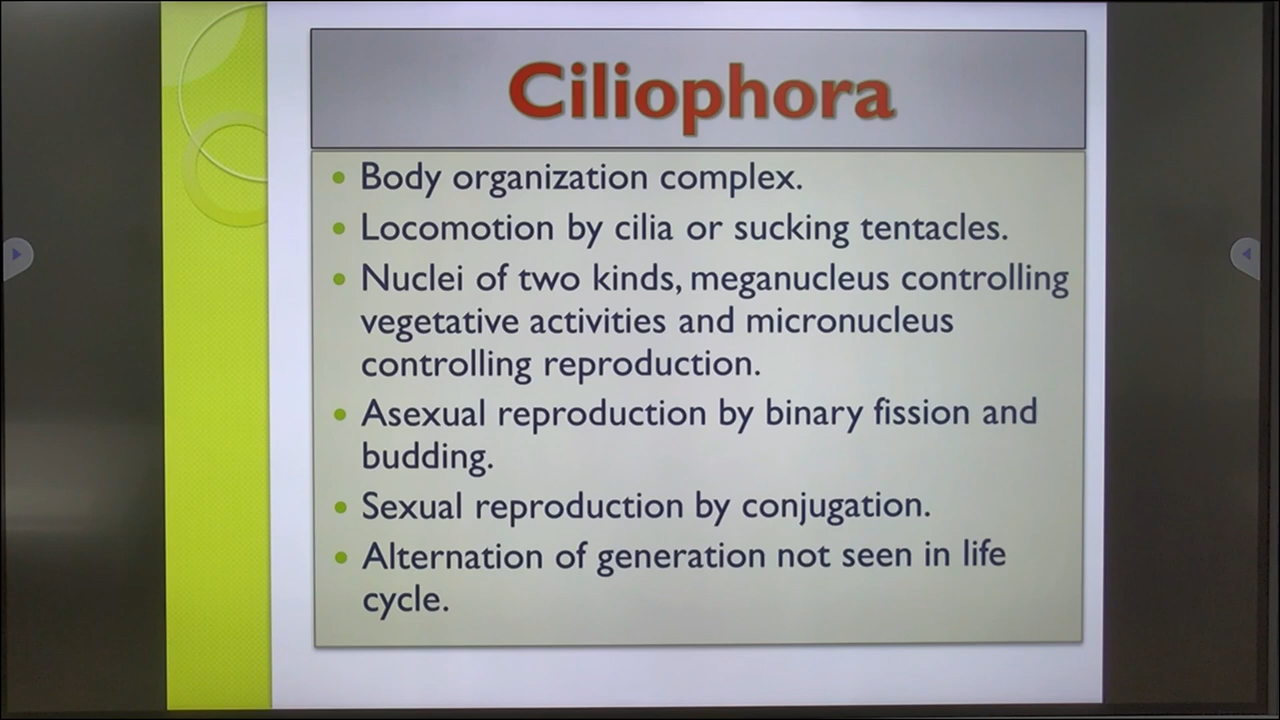 Ciliophora
• Body organization complex.
• Locomotion by cilia or sucking tentacles.
• Nuclei of two kinds, meganucleus controlling
vegetative activities and micronucleus
controlling reproduction.
• Asexual reproduction by binary fission and
budding.
• Sexual reproduction by conjugation.
• Alternation of generation not seen in life
cycle.